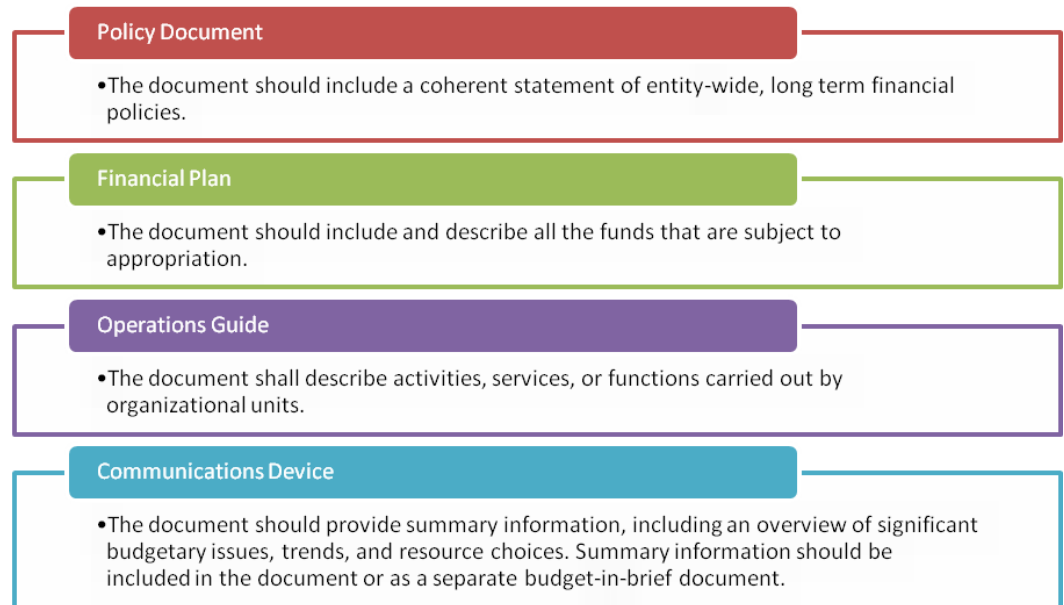 Policy Document
•The document should include a coherent statement of entity-wide, long term financial
policies.
Financial Plan
•The document should include and describe all the funds that are subject to
appropriation.
Operations Guide
•The document shall describe activities, services, or functions carried out by
organizational units.
Communications Device
•The document should provide summary information, including an overview of significant
budgetary issues, trends, and resource choices. Summary information should be
included in the document or as a separate budget-in-brief document.